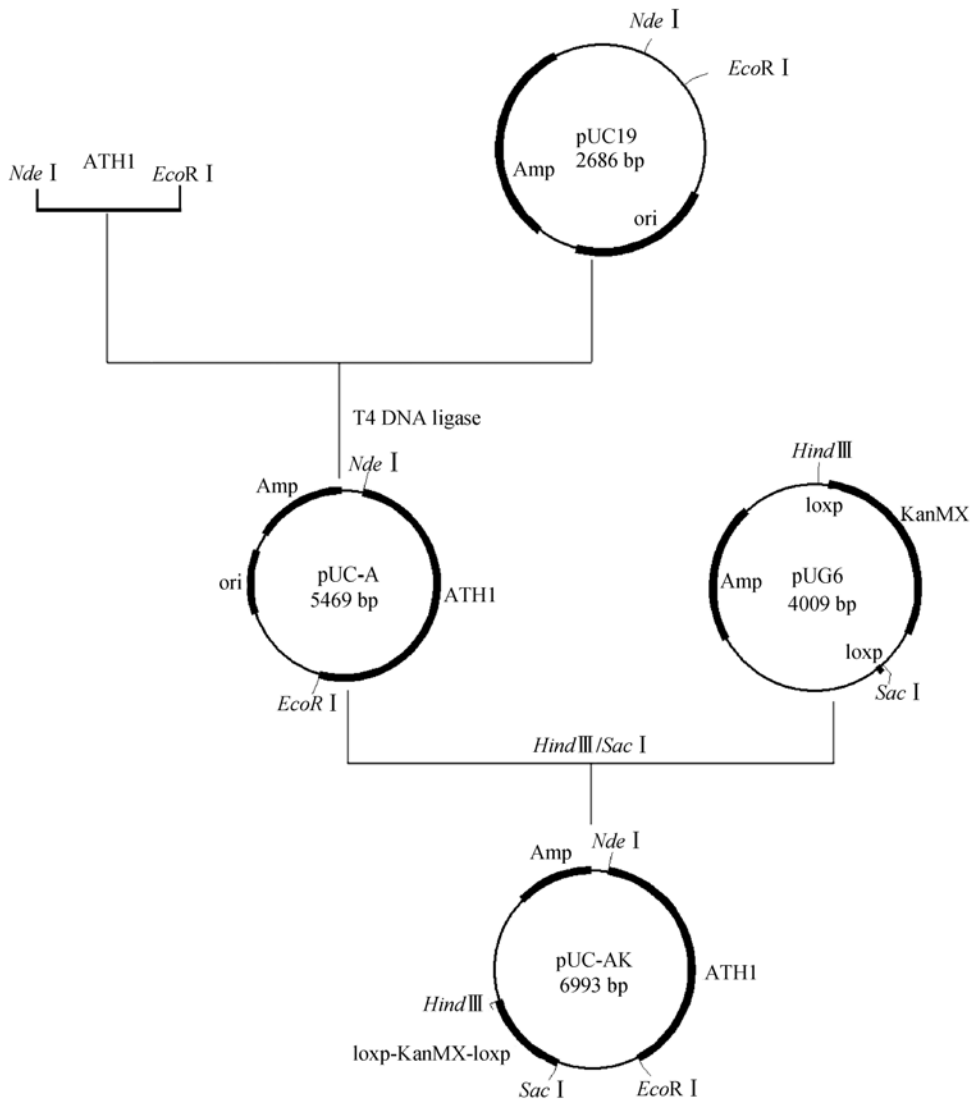 Nde Ⅰ
EcoR Ⅰ
pUC19
2686 bp
Amp
ori
ATH1
Nde Ⅰ
EcoR Ⅰ
T4 DNA ligase
Nde Ⅰ
Amp
ori
pUC-A
5469 bp
ATH1
EcoR Ⅰ
Hind Ⅲ
loxp
KanMX
Amp
pUG6
4009 bp
loxp
Sac Ⅰ
Hind Ⅲ/Sac Ⅰ
Nde Ⅰ
Amp
pUC-AK
6993 bp
ATH1
Hind Ⅲ
loxp-KanMX-loxp
Sac Ⅰ
EcoR Ⅰ